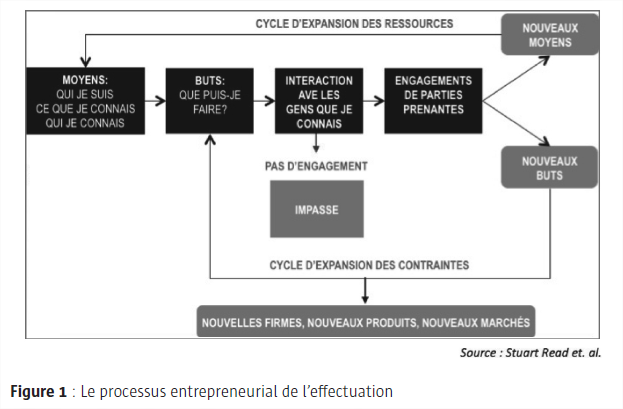 CYCLE D'EXPANSION DES RESSOURCES
NOUVEAUX
MOYENS
MOYENS:
QUI JE SUIS
CE QUE JE CONNAIS
QUI JE CONNAIS
BUTS:
QUE PUIS-JE
FAIRE?
INTERACTION
AVE LES
GENS QUE JE
CONNAIS
ENGAGEMENTS
DE PARTIES
PRENANTES
NOUVEAUX
BUTS
PAS D'ENGAGEMENT
IMPASSE
CYCLE D'EXPANSION DES CONTRAINTES
NOUVELLES FIRMES, NOUVEAUX PRODUITS, NOUVEAUX MARCHÉS
Source : Stuart Read et. al.
Figure 1 : Le processus entrepreneurial de l'effectuation